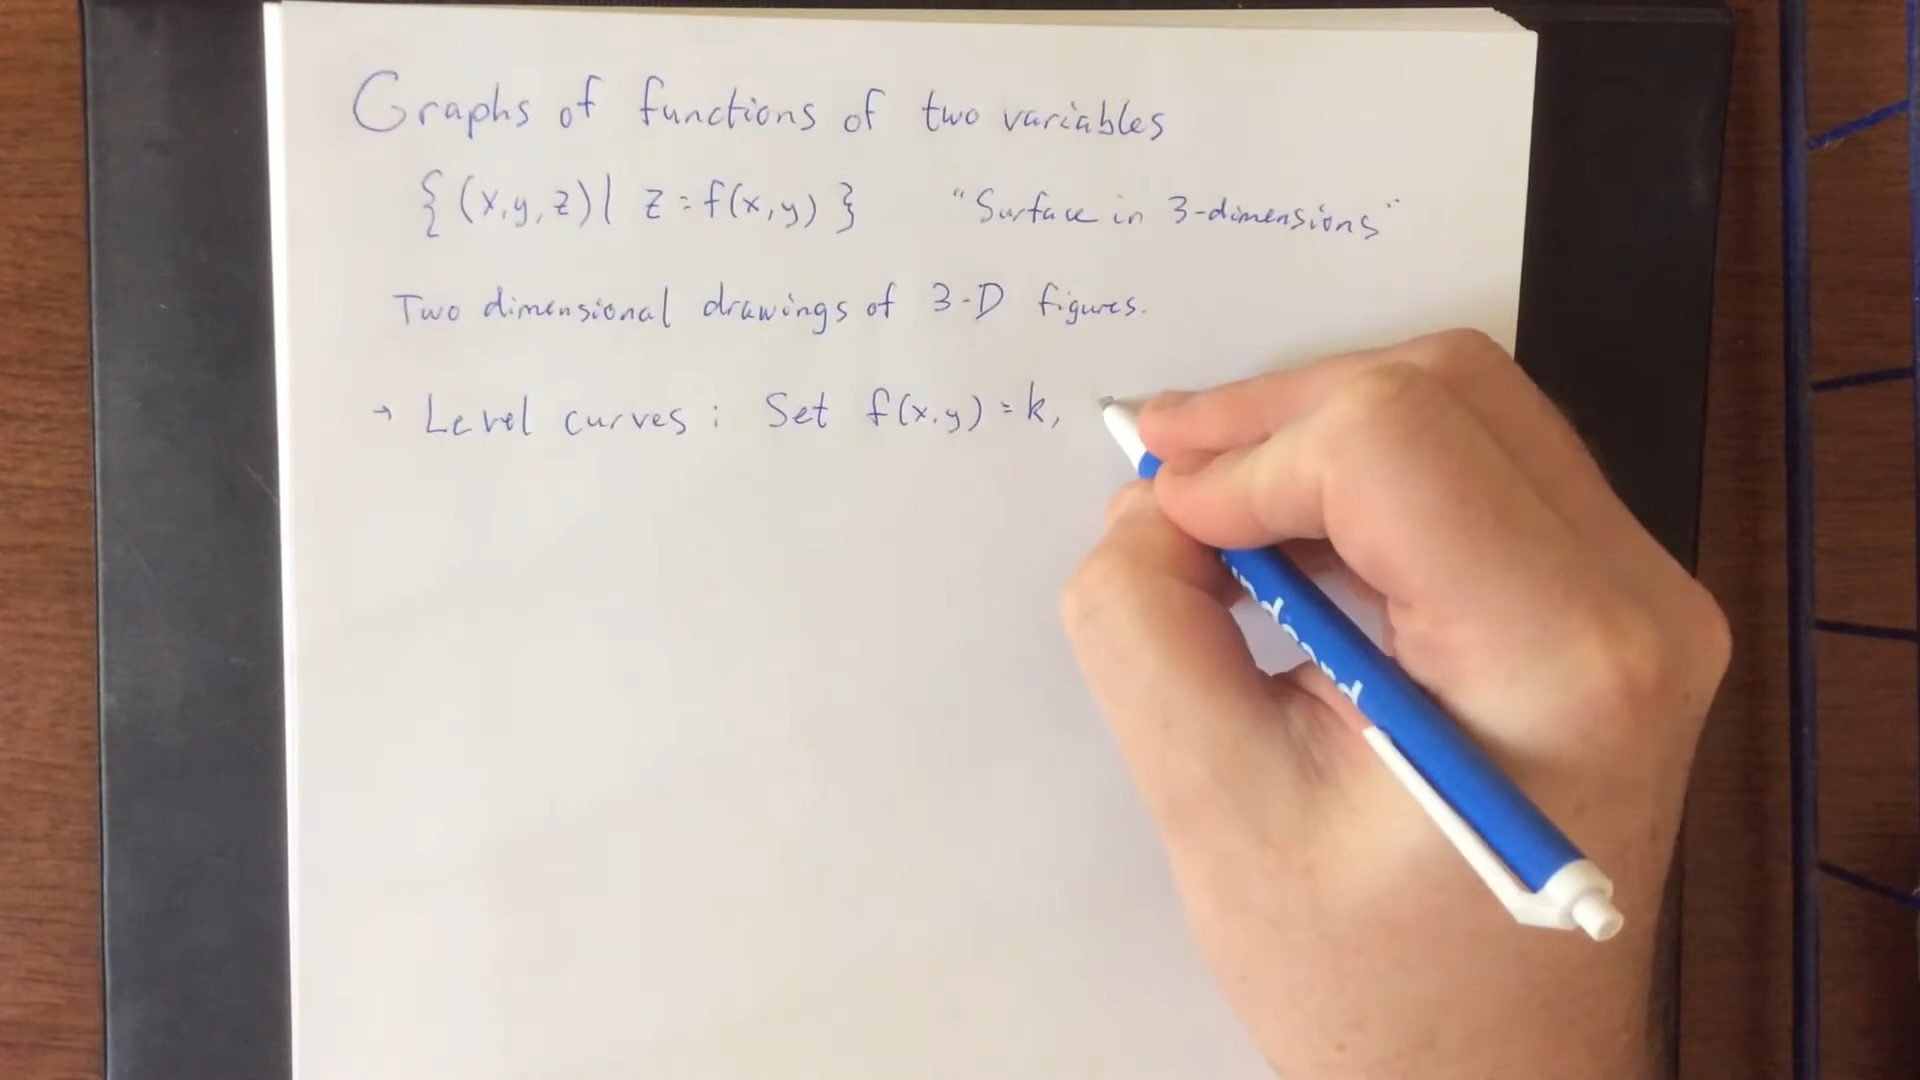 Graphs of functions of two variables
{ (x,y,z) | z = f(x,y) } "Surface in 3-dimensions"
Two dimensional drawings of 3-D figures.
→ Level curves : Set f(x,y) = k,